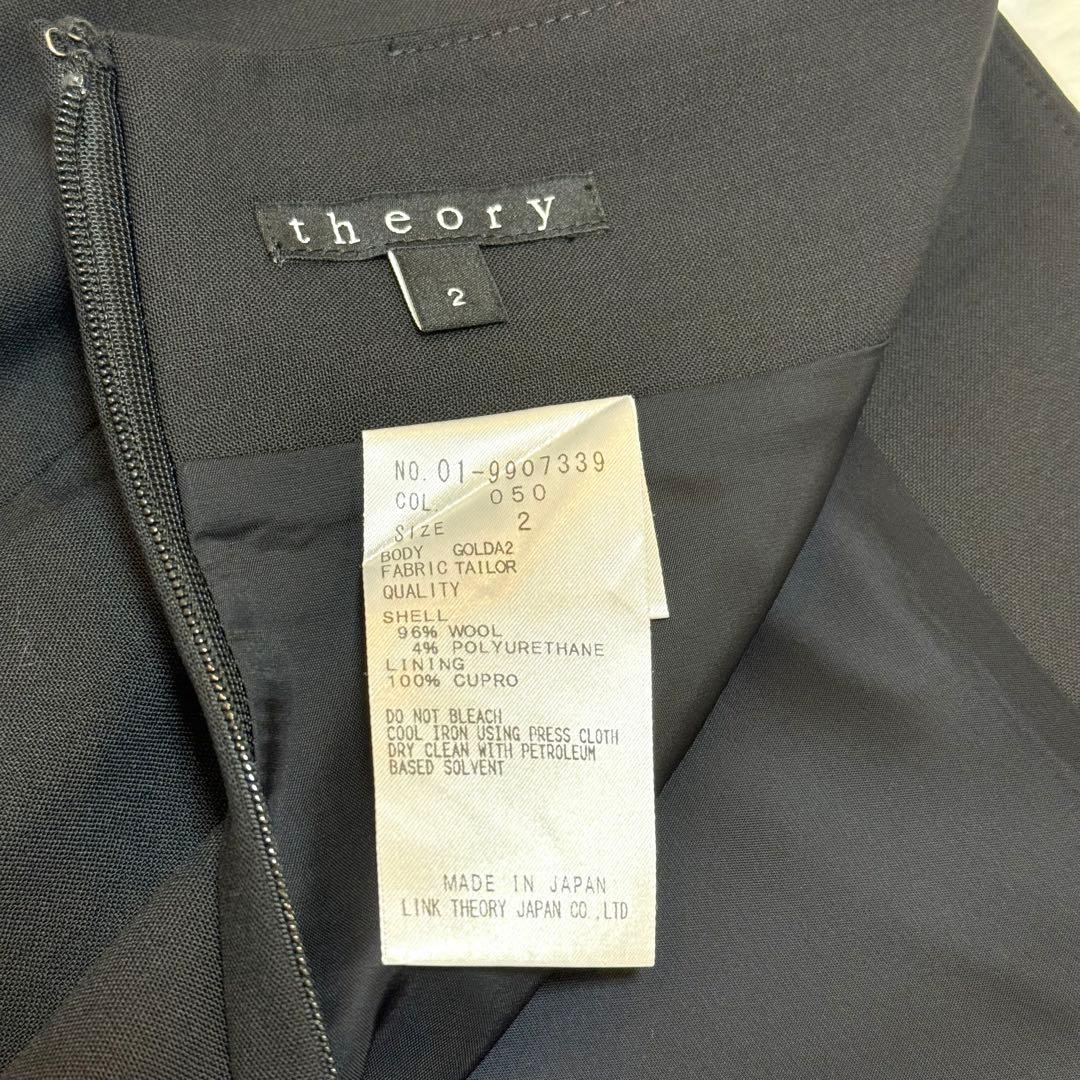 theory
2
NO. 01-9907339
COL. 050
SIZE 2
BODY GOLDA2
FABRIC TAILOR
QUALITY
SHELL
96% WOOL
4% POLYURETHANE
LINING
100% CUPRO
DO NOT BLEACH
COOL IRON USING PRESS CLOTH
DRY CLEAN WITH PETROLEUM
BASED SOLVENT
MADE IN JAPAN
LINK THEORY JAPAN CO.,LTD